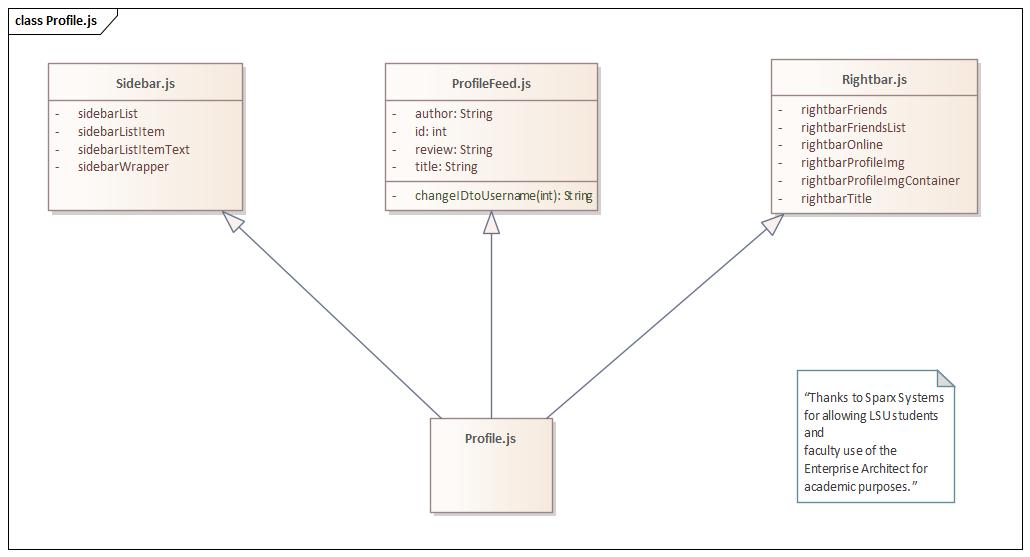 class Profile.js
Sidebar.js
- sidebarList
- sidebarListItem
- sidebarListItemText
- sidebarWrapper
ProfileFeed.js
- author: String
- id: int
- review: String
- title: String
- changeIDtoUsername(int): String
Rightbar.js
- rightbarFriends
- rightbarFriendsList
- rightbarOnline
- rightbarProfileImg
- rightbarProfileImgContainer
- rightbarTitle
Profile.js
“Thanks to Sparx Systems
for allowing LSU students
and
faculty use of the
Enterprise Architect for
academic purposes.”